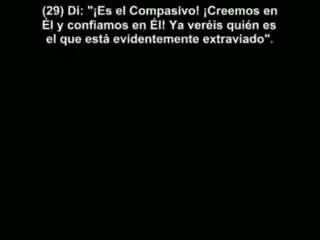 (29) Di: "¡Es el Compasivo! ¡Creemos en
Él y confiamos en Él! Ya veréis quién es
el que está evidentemente extraviado".